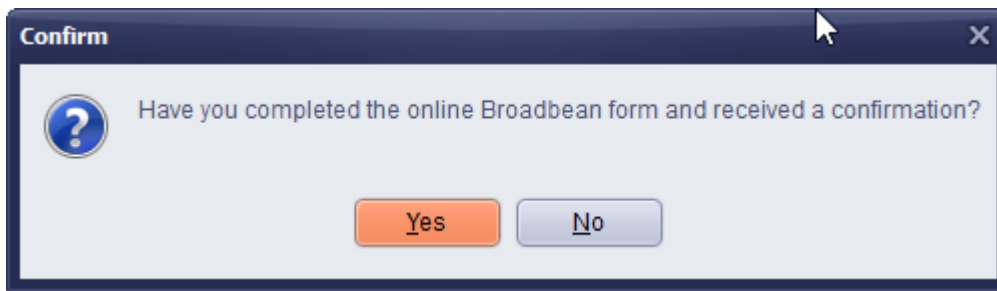 Confirm
Have you completed the online Broadbean form and received a confirmation?
Yes
No